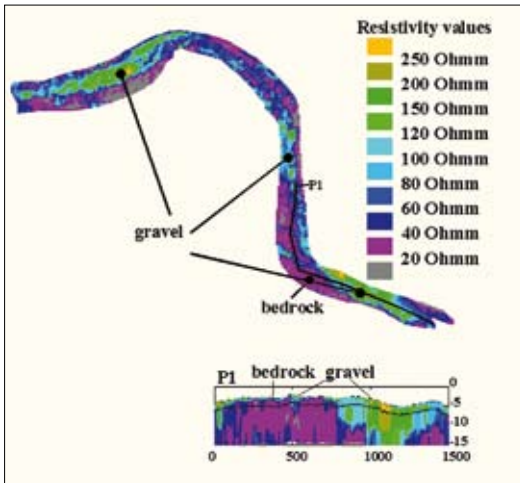 Resistivity values
250 Ohmm
200 Ohmm
150 Ohmm
120 Ohmm
100 Ohmm
80 Ohmm
60 Ohmm
40 Ohmm
20 Ohmm
P1
gravel
bedrock
P1 bedrock gravel
0
-5
-10
-15
0 500 1000 1500